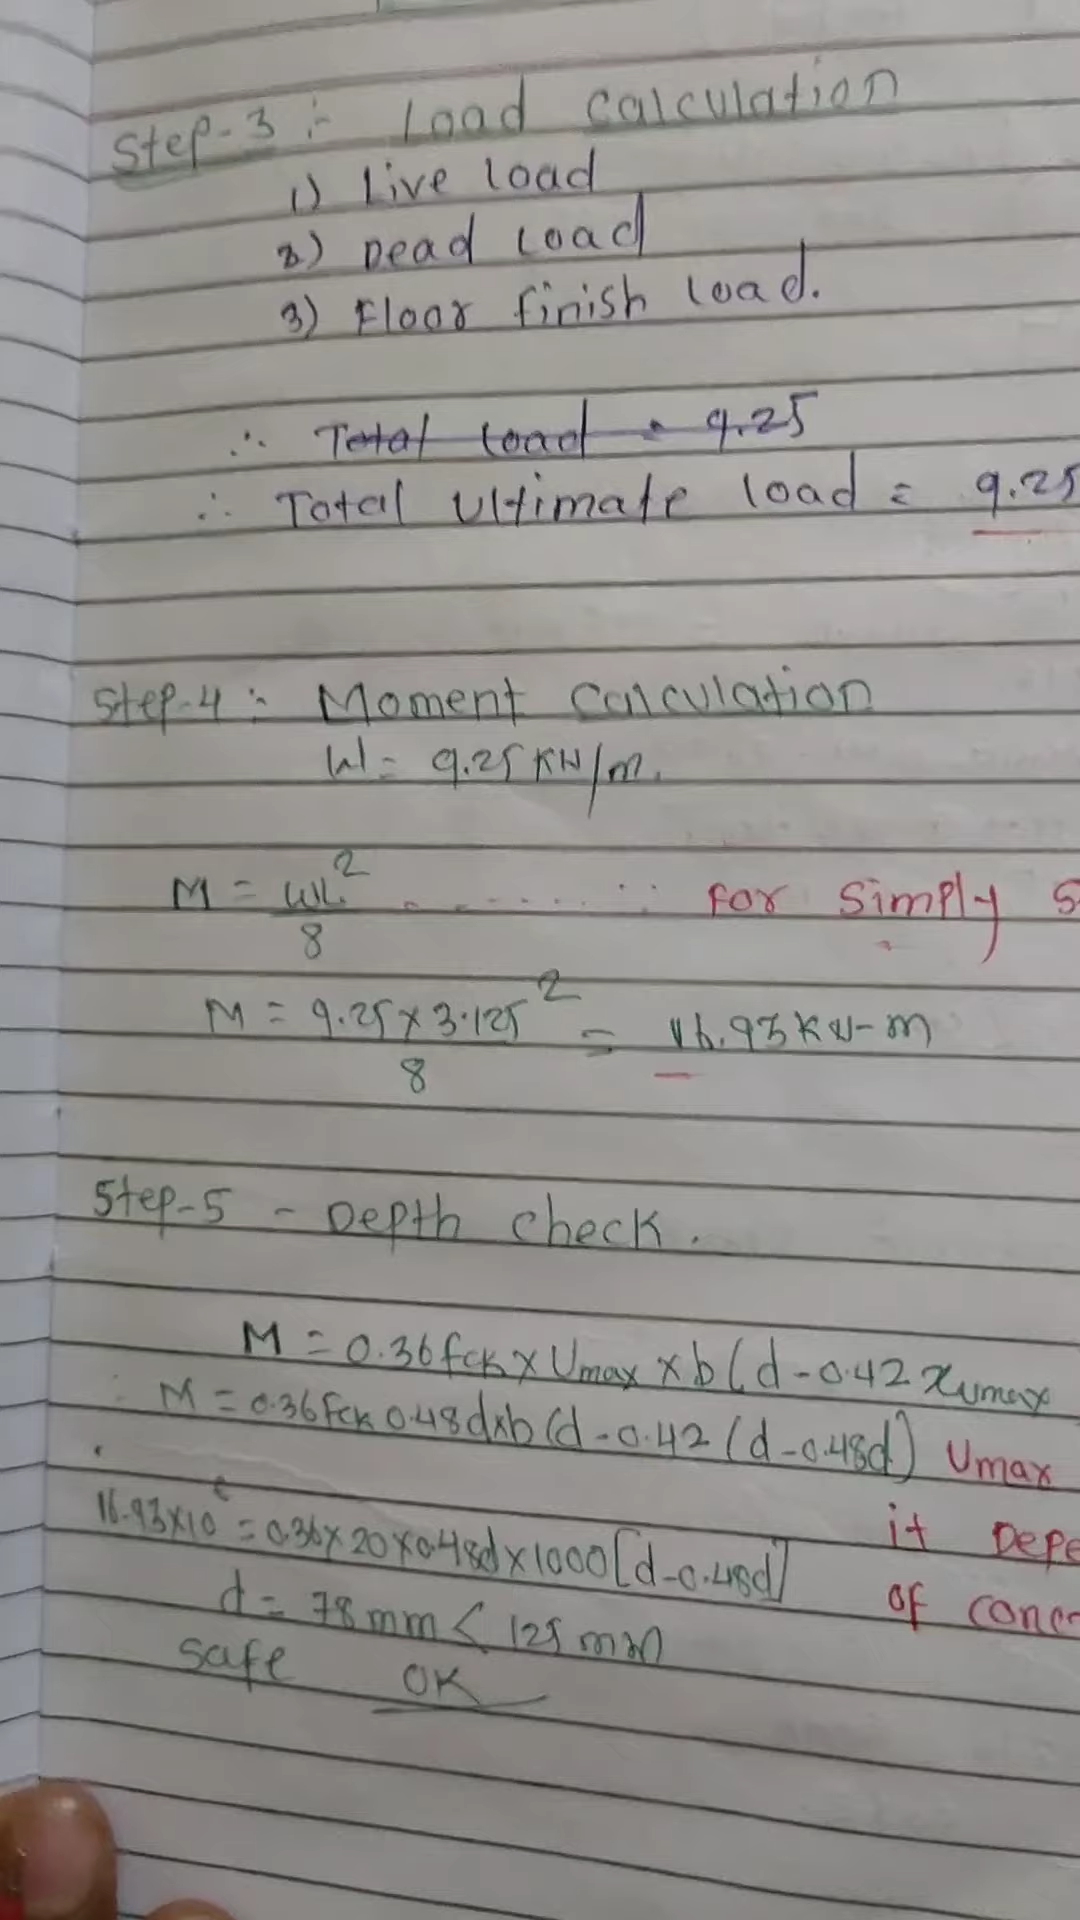 Step-3 :- Load calculation
1) Live load
2) Dead Load
3) Floor finish load.
∴ Total load = 9.25
∴ Total Ultimate load = 9.25
Step-4 :- Moment calculation
W = 9.25 KN/m.
M = WL² / 8 ........ ∵ For Simply S
M = 9.25 x 3.125² / 8 = 16.93 KN-m
Step-5 - Depth check.
M = 0.36 fck x Umax x b (d - 0.42 xumax
∴ M = 0.36 Fck 0.48d x b (d - 0.42 (d - 0.48d) Umax
16.93 x 10⁶ = 0.36 x 20 x 0.48d x 1000 [d - 0.48d] it Depe
d = 78 mm < 125 mm of conc
safe OK